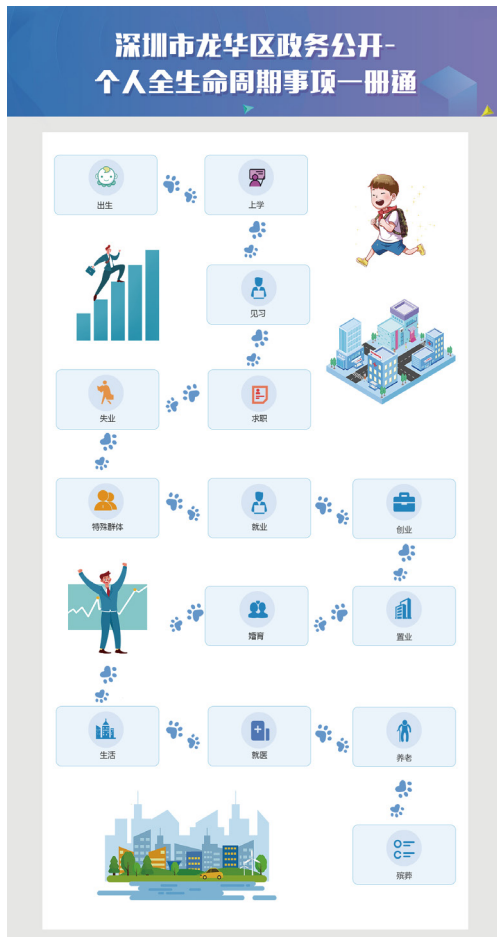 深圳市龙华区政务公开-
个人全生命周期事项一册通
出生
上学
见习
失业
求职
特殊群体
就业
创业
婚育
置业
生活
就医
养老
殡葬